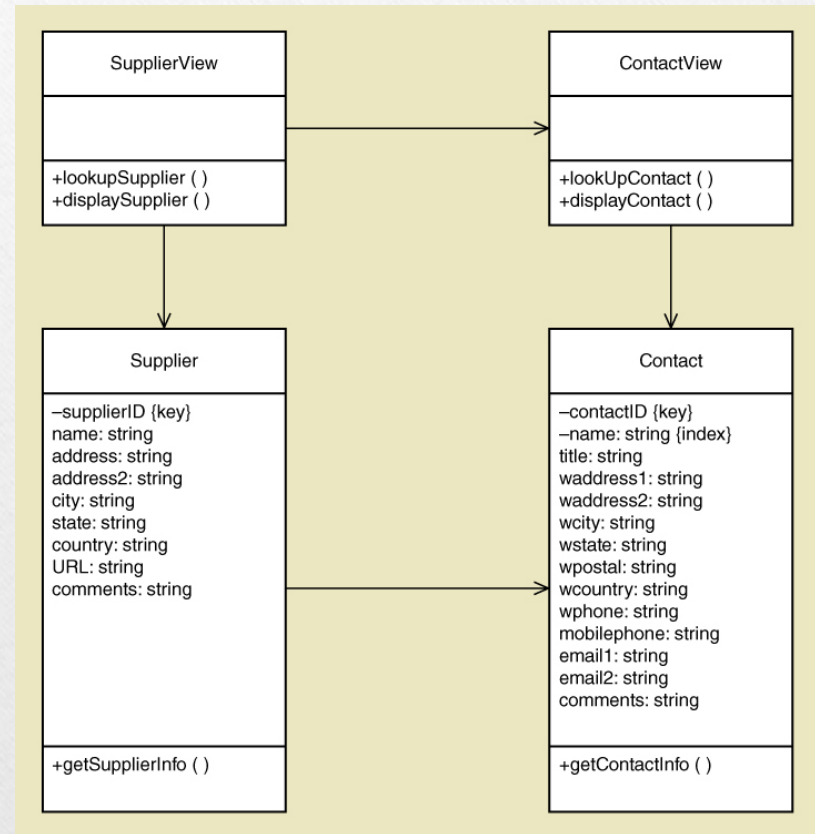 SupplierView
+lookupSupplier ( )
+displaySupplier ( )
ContactView
+lookUpContact ( )
+displayContact ( )
Supplier
–supplierID {key}
name: string
address: string
address2: string
city: string
state: string
country: string
URL: string
comments: string
+getSupplierInfo ( )
Contact
–contactID {key}
–name: string {index}
title: string
waddress1: string
waddress2: string
wcity: string
wstate: string
wpostal: string
wcountry: string
wphone: string
mobilephone: string
email1: string
email2: string
comments: string
+getContactInfo ( )